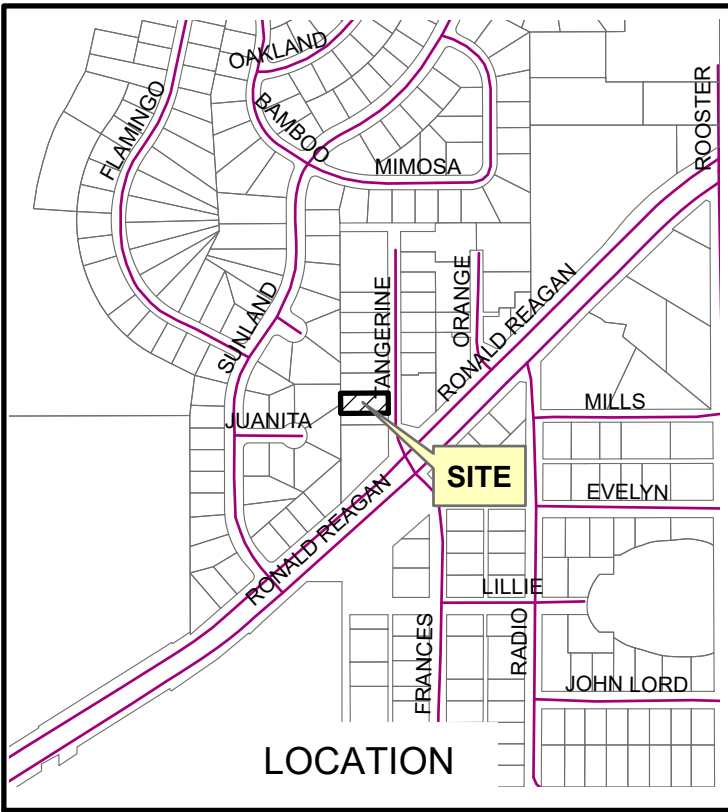 OAKLAND
ROOSTER
FLAMINGO
BAMBOO
MIMOSA
TANGERINE
ORANGE
RONALD REAGAN
SUNLAND
JUANITA
MILLS
SITE
EVELYN
RONALD REAGAN
LILLIE
FRANCES
RADIO
JOHN LORD
LOCATION